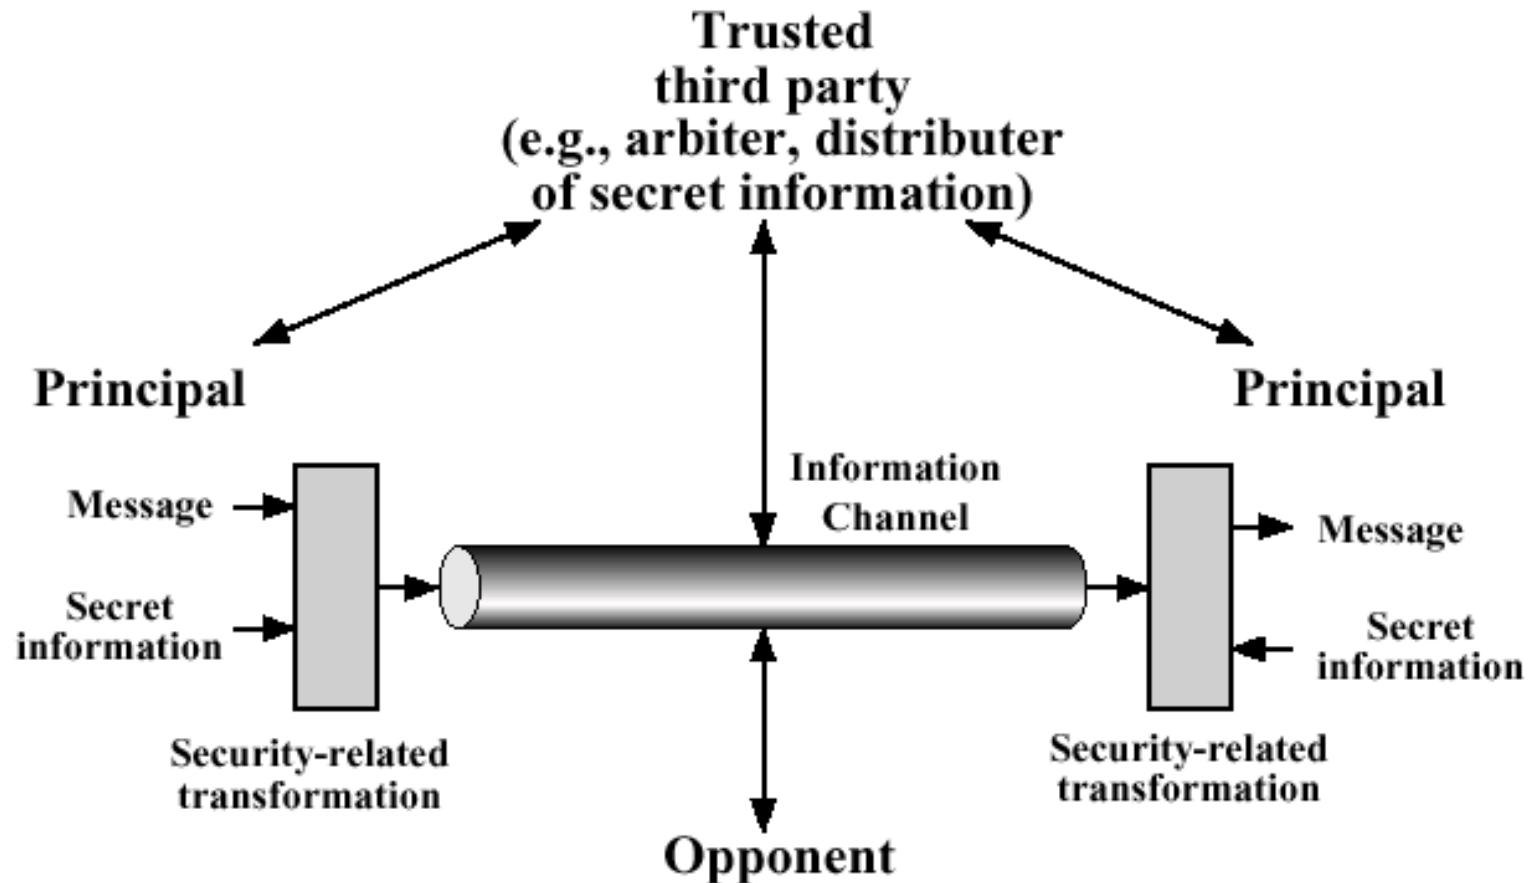 Trusted
third party
(e.g., arbiter, distributer
of secret information)
Principal
Principal
Information
Channel
Message
Secret
information
Message
Secret
information
Security-related
transformation
Security-related
transformation
Opponent